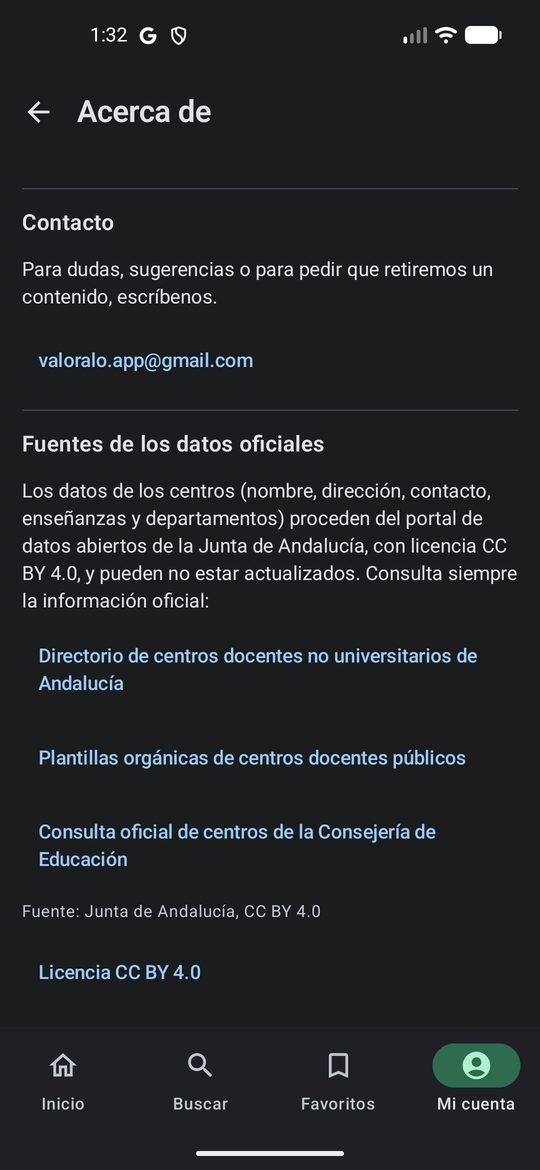 1:32
Acerca de
Contacto
Para dudas, sugerencias o para pedir que retiremos un
contenido, escríbenos.
valoralo.app@gmail.com
Fuentes de los datos oficiales
Los datos de los centros (nombre, dirección, contacto,
enseñanzas y departamentos) proceden del portal de
datos abiertos de la Junta de Andalucía, con licencia CC
BY 4.0, y pueden no estar actualizados. Consulta siempre
la información oficial:
Directorio de centros docentes no universitarios de
Andalucía
Plantillas orgánicas de centros docentes públicos
Consulta oficial de centros de la Consejería de
Educación
Fuente: Junta de Andalucía, CC BY 4.0
Licencia CC BY 4.0
Inicio
Buscar
Favoritos
Mi cuenta